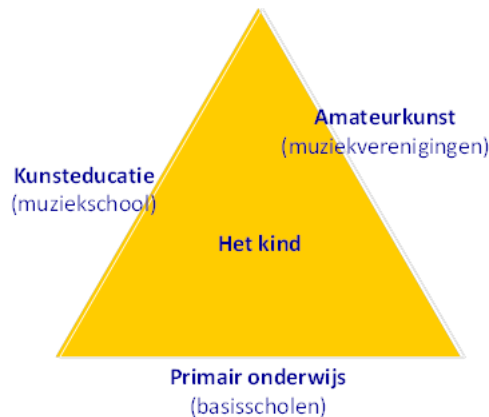 Amateurkunst
(muziekverenigingen)
Kunsteducatie
(muziekschool)
Het kind
Primair onderwijs
(basisscholen)